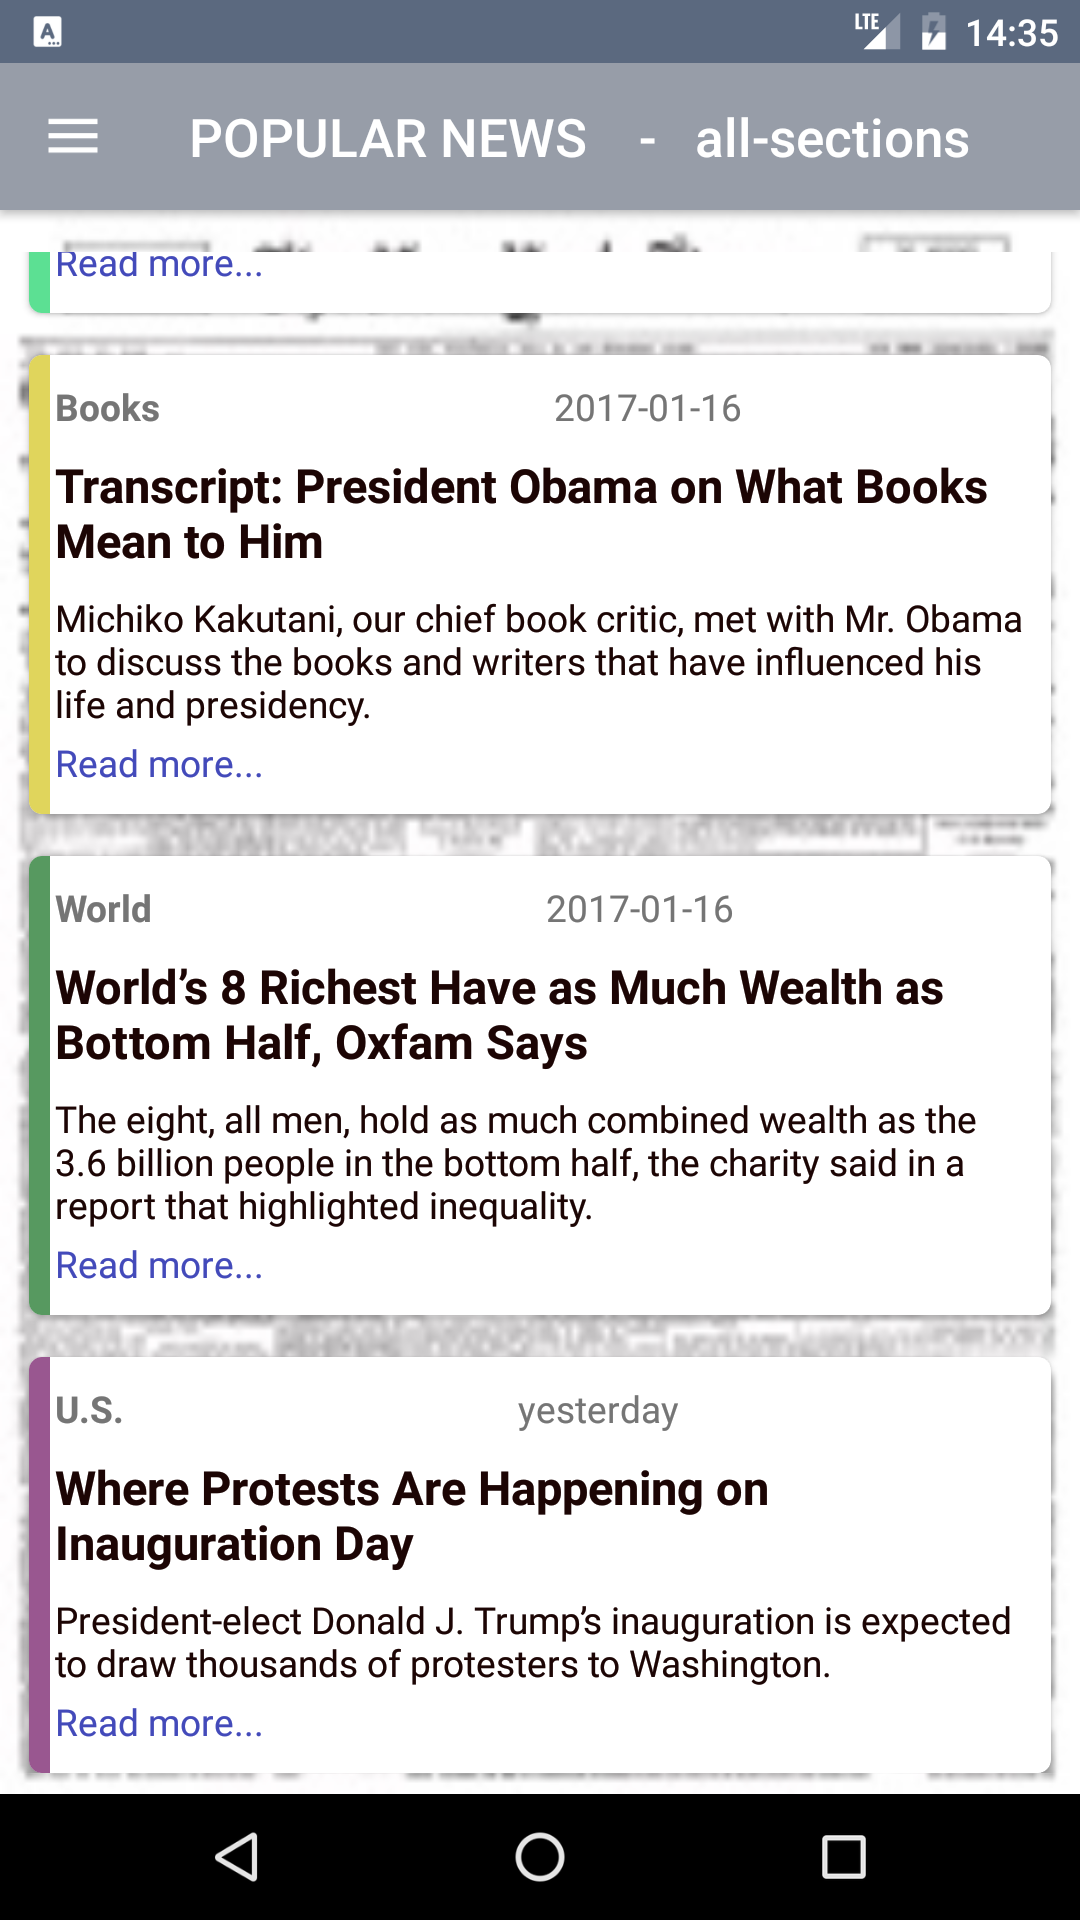 LTE 14:35
POPULAR NEWS - all-sections
Read more...
Books 2017-01-16
Transcript: President Obama on What Books
Mean to Him
Michiko Kakutani, our chief book critic, met with Mr. Obama
to discuss the books and writers that have influenced his
life and presidency.
Read more...
World 2017-01-16
World’s 8 Richest Have as Much Wealth as
Bottom Half, Oxfam Says
The eight, all men, hold as much combined wealth as the
3.6 billion people in the bottom half, the charity said in a
report that highlighted inequality.
Read more...
U.S. yesterday
Where Protests Are Happening on
Inauguration Day
President-elect Donald J. Trump’s inauguration is expected
to draw thousands of protesters to Washington.
Read more...